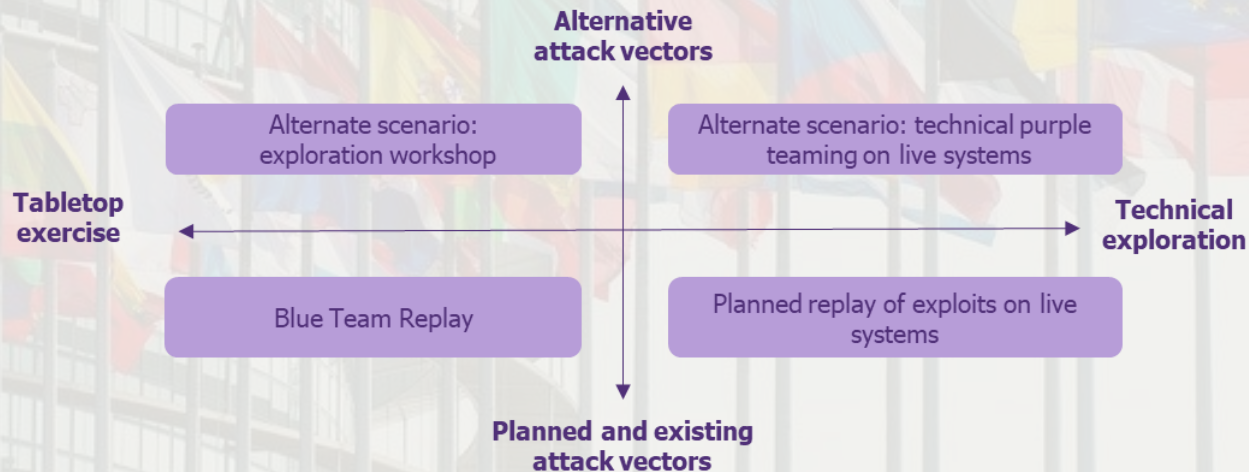 Alternative
attack vectors
Alternate scenario:
exploration workshop
Alternate scenario: technical purple
teaming on live systems
Tabletop
exercise
Technical
exploration
Blue Team Replay
Planned replay of exploits on live
systems
Planned and existing
attack vectors